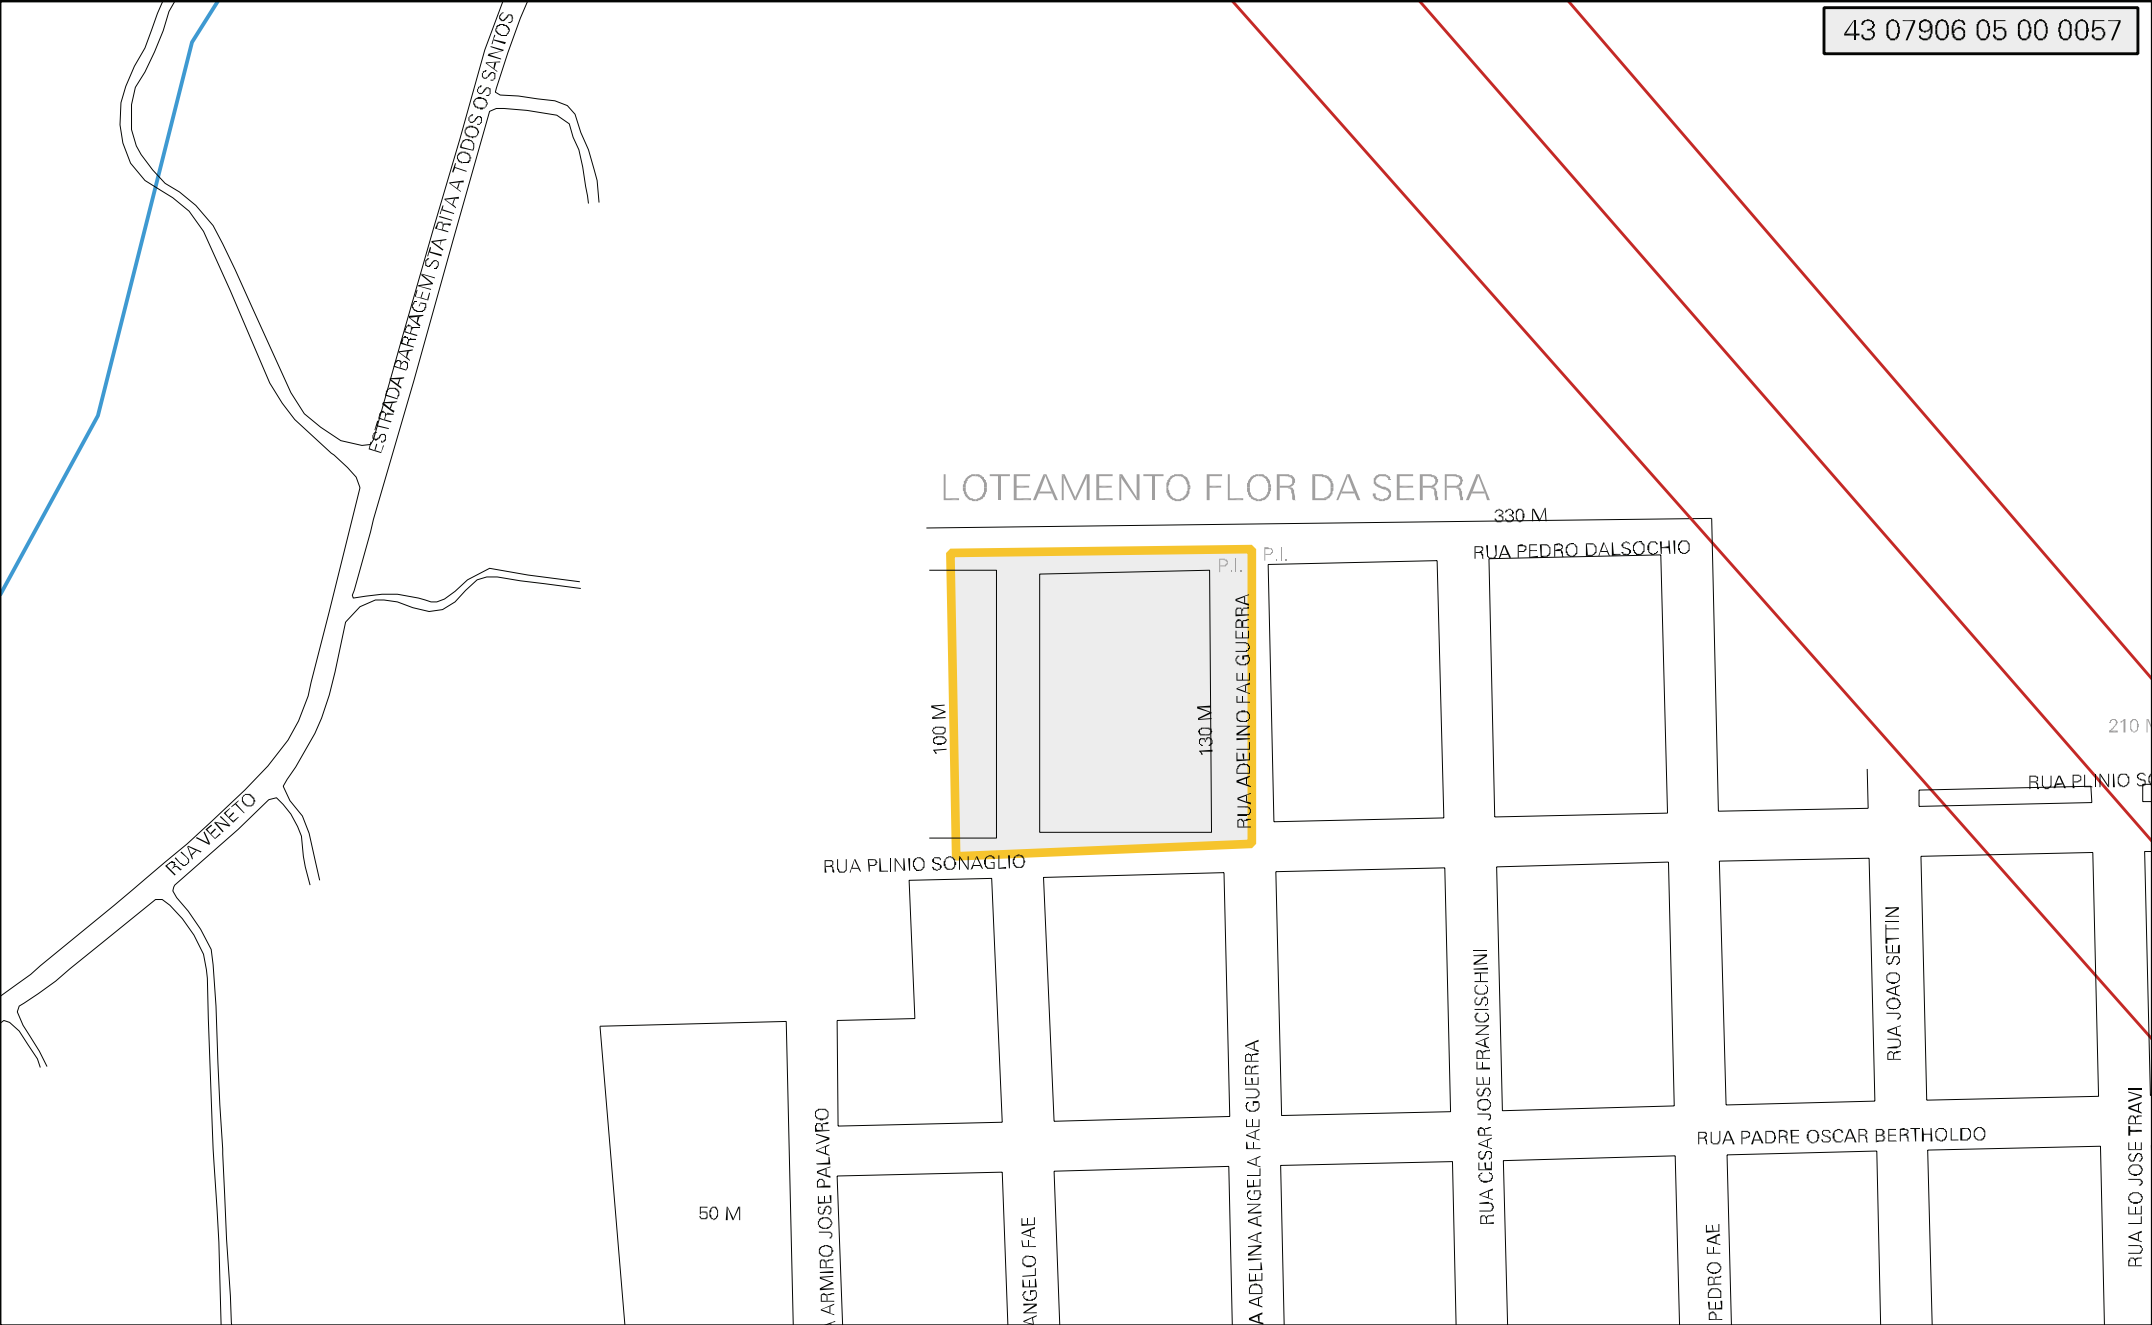 43 07906 05 00 0057
ESTRADA BARRAGEM STA RITA A TODOS OS SANTOS
LOTEAMENTO FLOR DA SERRA
330 M
RUA PEDRO DALSOCHIO
P.I.
P.I.
RUA ADELINO FAE GUERRA
100 M
130 M
210 M
RUA PLINIO SO
RUA VENETO
RUA PLINIO SONAGLIO
RUA JOAO SETTIN
RUA CESAR JOSE FRANCISCHINI
A ADELINA ANGELA FAE GUERRA
RUA LEO JOSE TRAVI
A ARMIRO JOSE PALAVRO
RUA PADRE OSCAR BERTHOLDO
50 M
ANGELO FAE
PEDRO FAE